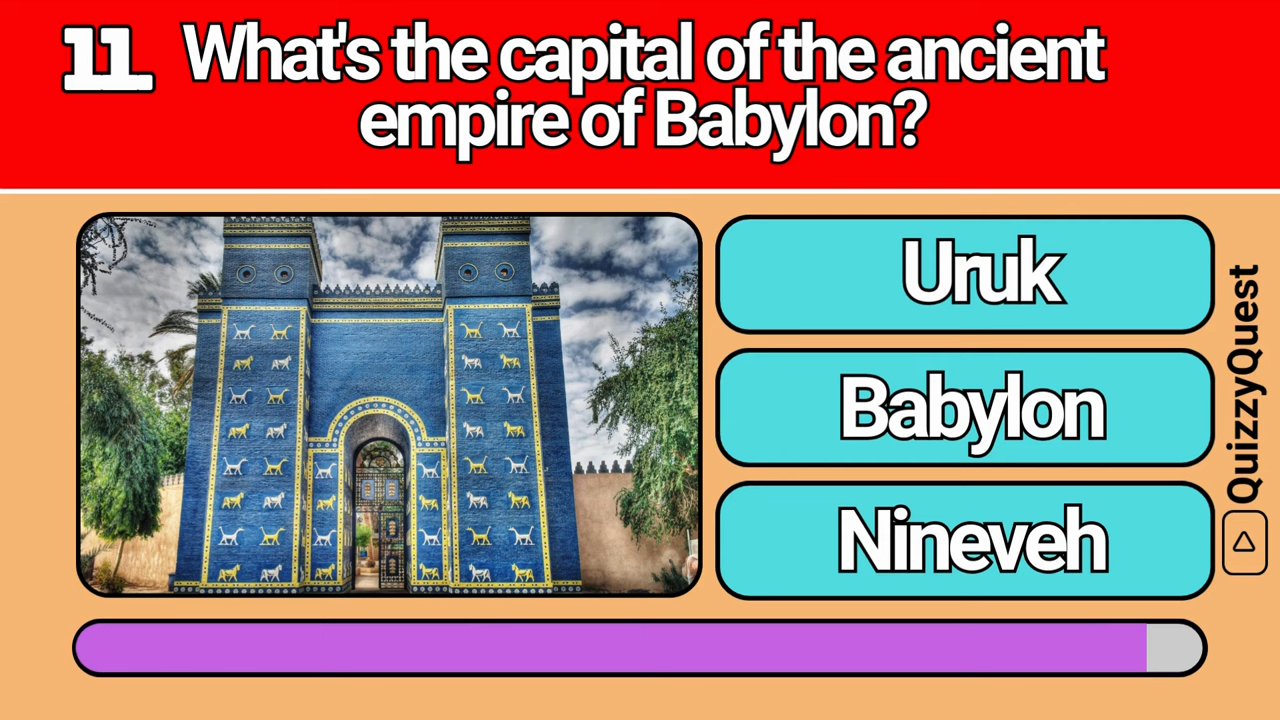 11 What's the capital of the ancient
empire of Babylon?
Uruk
Babylon
Nineveh
QuizzyQuest